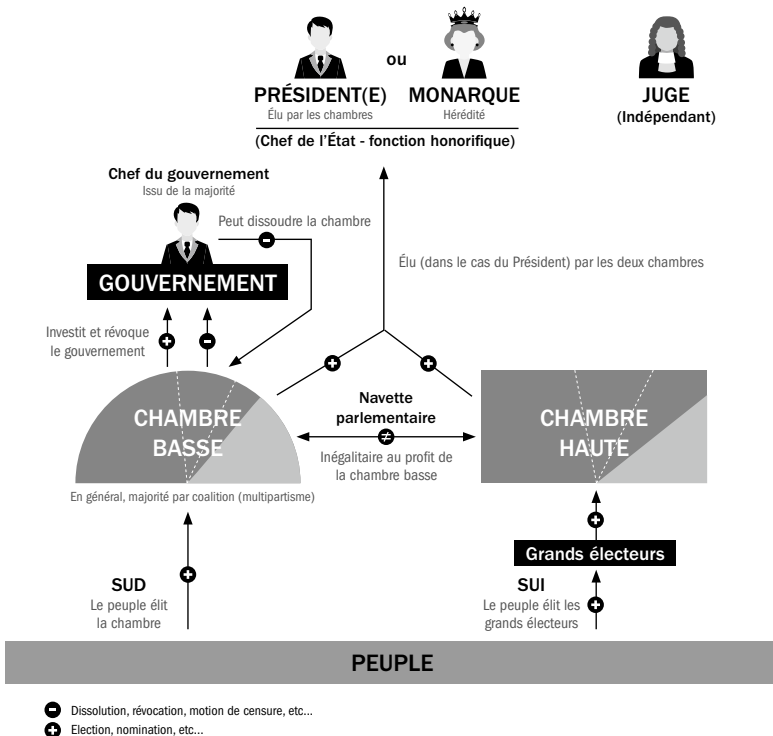 ou
PRÉSIDENT(E)
Élu par les chambres
MONARQUE
Hérédité
(Chef de l'État - fonction honorifique)
JUGE
(Indépendant)
Chef du gouvernement
Issu de la majorité
Peut dissoudre la chambre
GOUVERNEMENT
Élu (dans le cas du Président) par les deux chambres
Investit et révoque
le gouvernement
CHAMBRE
BASSE
En général, majorité par coalition (multipartisme)
Navette
parlementaire
≠
Inégalitaire au profit de
la chambre basse
CHAMBRE
HAUTE
Grands électeurs
SUD
Le peuple élit
la chambre
SUI
Le peuple élit les
grands électeurs
PEUPLE
Dissolution, révocation, motion de censure, etc...
Election, nomination, etc...